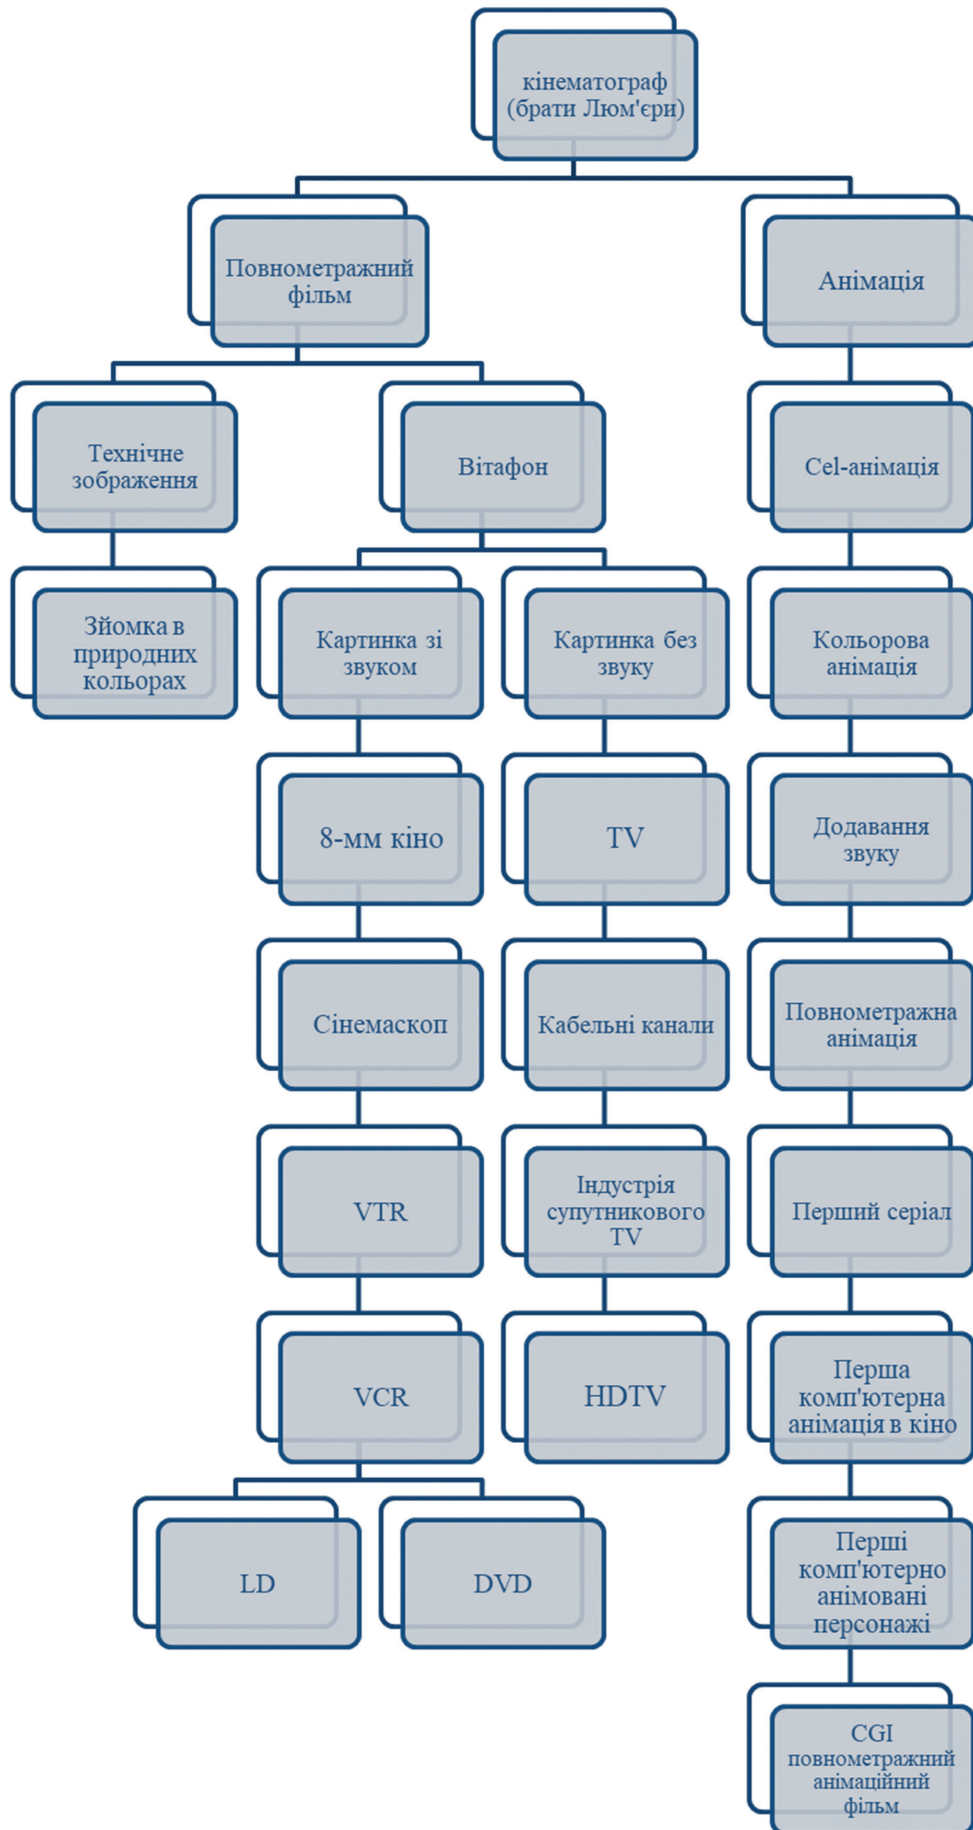 кінематограф
(брати Люм'єри)
Повнометражний
фільм
Анімація
Технічне
зображення
Вітафон
Cel-анімація
Зйомка в
природних
кольорах
Картинка зі
звуком
Картинка без
звуку
Кольорова
анімація
8-мм кіно
TV
Додавання
звуку
Сінемаскоп
Кабельні канали
Повнометражна
анімація
VTR
Індустрія
супутникового
TV
Перший серіал
VCR
HDTV
Перша
комп'ютерна
анімація в кіно
LD
DVD
Перші
комп'ютерно
анімовані
персонажі
CGI
повнометражний
анімаційний
фільм